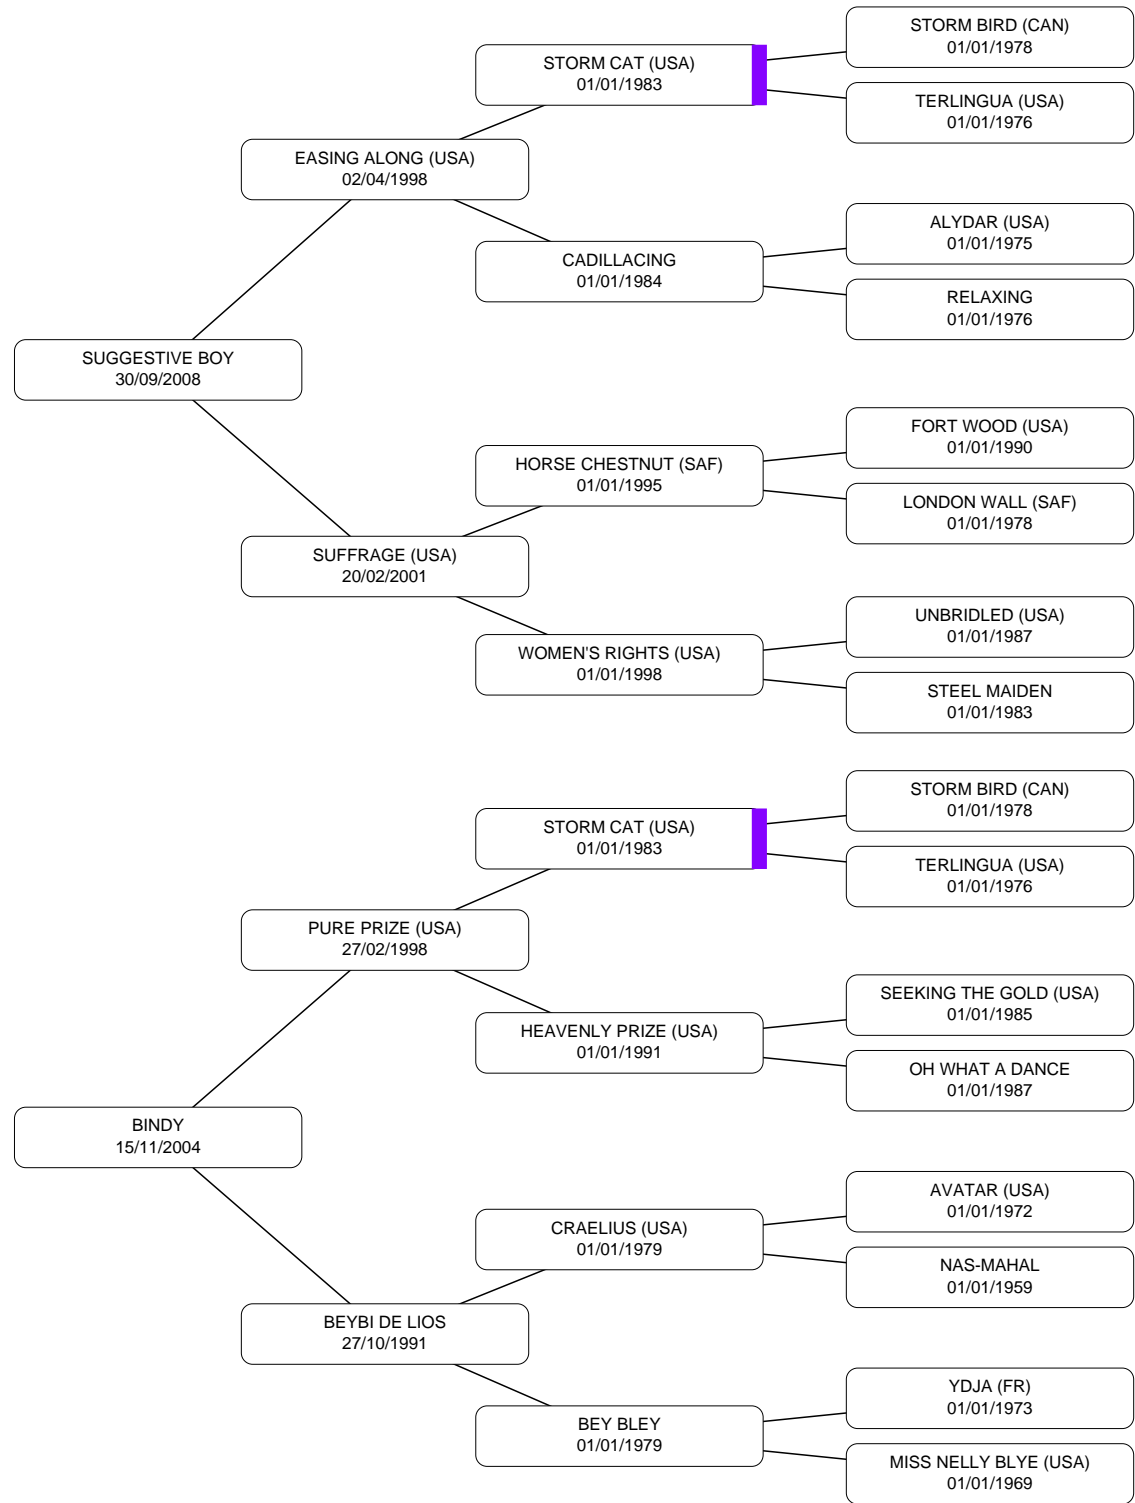 STORM BIRD (CAN)
01/01/1978
STORM CAT (USA)
01/01/1983
TERLINGUA (USA)
01/01/1976
EASING ALONG (USA)
02/04/1998
ALYDAR (USA)
01/01/1975
CADILLACING
01/01/1984
RELAXING
01/01/1976
SUGGESTIVE BOY
30/09/2008
FORT WOOD (USA)
01/01/1990
HORSE CHESTNUT (SAF)
01/01/1995
LONDON WALL (SAF)
01/01/1978
SUFFRAGE (USA)
20/02/2001
UNBRIDLED (USA)
01/01/1987
WOMEN'S RIGHTS (USA)
01/01/1998
STEEL MAIDEN
01/01/1983
STORM BIRD (CAN)
01/01/1978
STORM CAT (USA)
01/01/1983
TERLINGUA (USA)
01/01/1976
PURE PRIZE (USA)
27/02/1998
SEEKING THE GOLD (USA)
01/01/1985
HEAVENLY PRIZE (USA)
01/01/1991
OH WHAT A DANCE
01/01/1987
BINDY
15/11/2004
AVATAR (USA)
01/01/1972
CRAELIUS (USA)
01/01/1979
NAS-MAHAL
01/01/1959
BEYBI DE LIOS
27/10/1991
YDJA (FR)
01/01/1973
BEY BLEY
01/01/1979
MISS NELLY BLYE (USA)
01/01/1969